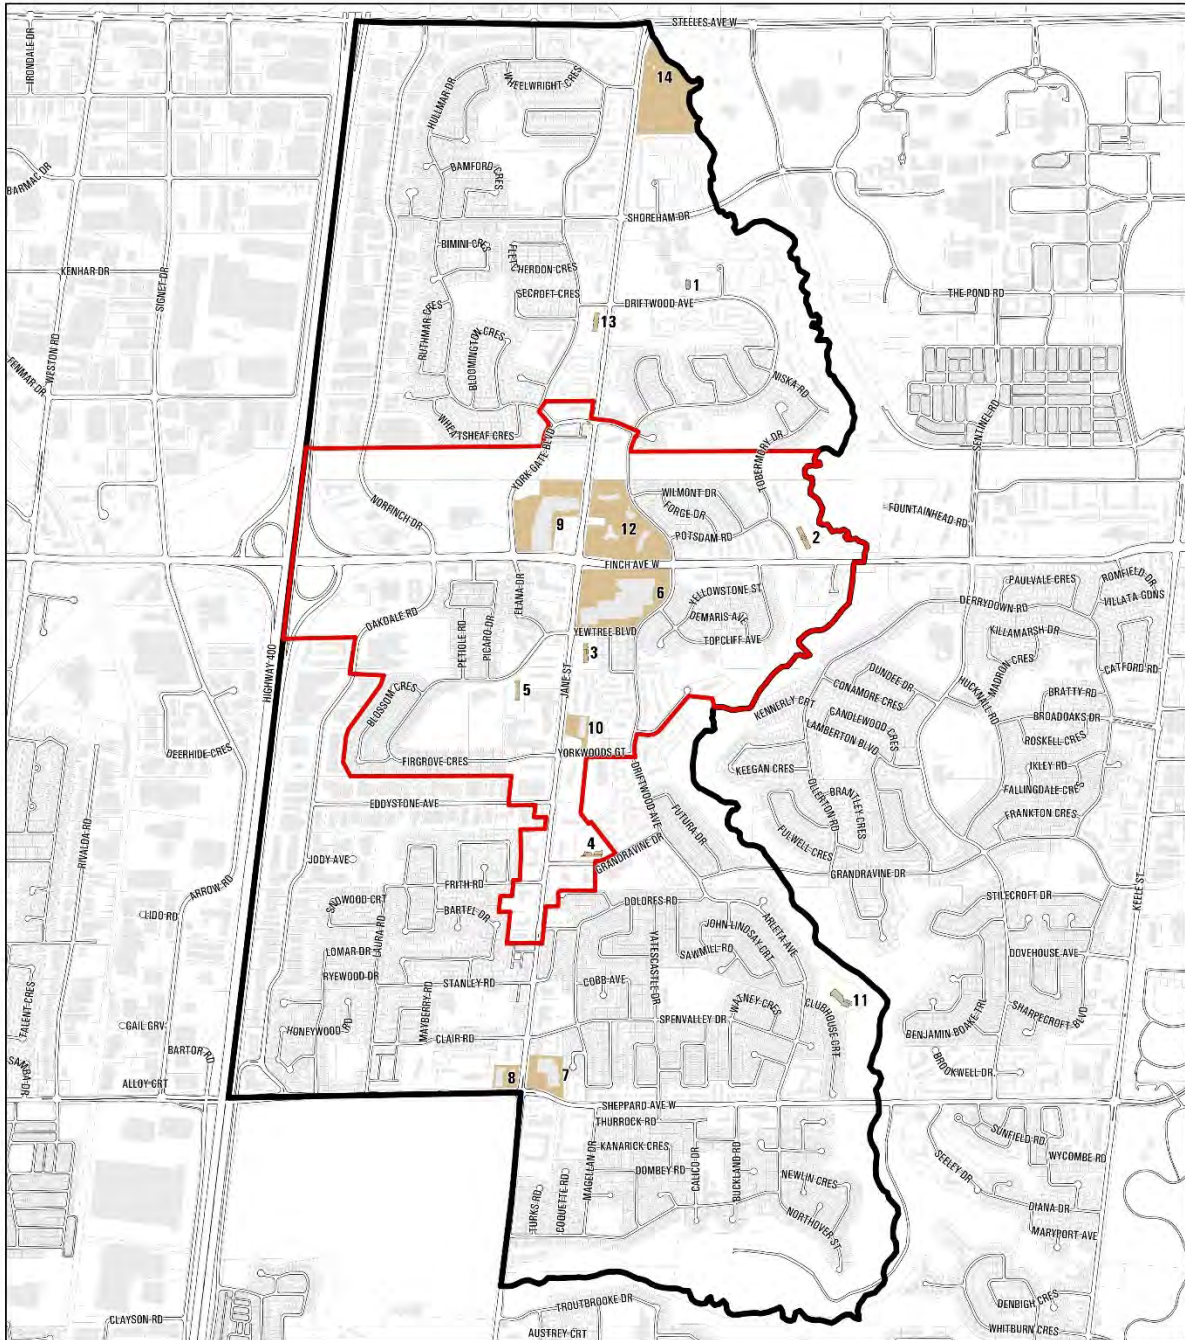 STEELES AVE W
IRONDALE DR
14
WHEELWRIGHT CRES
HULLMAR DR
BARMAC DR
BAMFORD CRES
SHOREHAM DR
BIMINI CRES
HERDON CRES
KENHAR DR
SIGNET DR
SECROFT CRES
1
DRIFTWOOD AVE
THE POND RD
13
RUTHMAR CRES
BLOOMINGTON CRES
WESTON RD
FENMAR DR
NISKA RD
WHEATSHEAF CRES
SENTINEL RD
YORK GATE BLVD
TOBERMORY DR
NORFINCH DR
WILMONT DR
FORGE DR
FOUNTAINHEAD RD
9
12
POTSDAM RD
2
FINCH AVE W
ROMFIELD DR
PAULVALE CRES
ELANA DR
6
YELLOWSTONE ST
DERRYDOWN RD
VILLATA GDNS
OAKDALE RD
DEMARIS AVE
KILLAMARSH DR
PETIOLE RD
PICARO DR
YEWTREE BLVD
TOPCLIFF AVE
3
HIGHWAY 400
MADRON CRES
CATFORD RD
DUNDEE DR
HUCKNALL RD
5
JANE ST
BLOSSOM CRES
CONAMORE CRES
BRATTY RD
KENNERLY CRT
CANDLEWOOD CRES
BROADOAKS DR
10
LAMBERTON BLVD
ROSKELL CRES
DEERHIDE CRES
YORKWOODS GT
FIRGROVE CRES
KEEGAN CRES
IKLEY RD
FALLINGDALE CRES
EDDYSTONE AVE
DRIFTWOOD AVE
FUTURA DR
OLLERTON RD
BRANTLEY CRES
FRANKTON CRES
FULWELL CRES
RIVALDA RD
4
JODY AVE
GRANDRAVINE DR
GRANDRAVINE DR
ARROW RD
FRITH RD
STILECROFT DR
KEELE ST
SADWOOD CRT
DOLORES RD
LIDO RD
BARTEL DR
ARLETA AVE
JOHN LINDSAY CRT
LAURA RD
YATESCASTLE DR
SAWMILL RD
LOMAR DR
DOVEHOUSE AVE
RYEWOOD DR
STANLEY RD
COBB AVE
11
TALENT CRES
MAYBERRY RD
WATNEY CRES
CLUBHOUSE CRT
SHARPECROFT BLVD
GAIL GRV
HONEYWOOD RD
SPENVALLEY DR
BENJAMIN BOAKE TRL
CLAIR RD
BARTOR RD
SAMBA DR
BROOKWELL DR
ALLOY CRT
8
7
SHEPPARD AVE W
THURROCK RD
SUNFIELD RD
KANARICK CRES
WYCOMBE RD
MAGELLAN DR
DOMBEY RD
CALICO DR
BUCKLAND RD
NEWLIN CRES
SEELEY DR
TURKS RD
COQUETTE RD
DIANA DR
NORTHOVER ST
MARYPORT AVE
DENBIGH CRES
TROUTBROOKE DR
CLAYSON RD
AUSTREY CRT
WHITBURN CRES